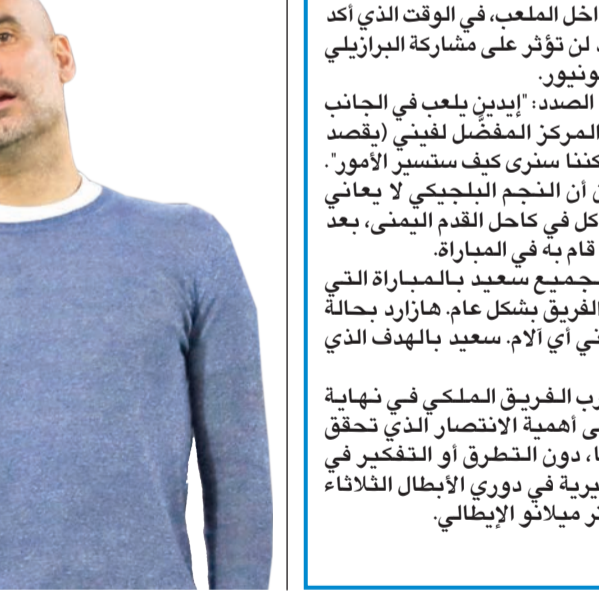 اخل الملعب، في الوقت الذي أكد
لن تؤثر على مشاركة البرازيلي
ونيور.
الصدد: "إيدين يلعب في الجانب
المركز المفضَّل لفيني (يقصد
كننا سنرى كيف ستسير الأمور".
أن النجم البلجيكي لا يعاني
كل في كاحل القدم اليمنى، بعد
قام به في المباراة.
جميع سعيد بالمباراة التي
الفريق بشكل عام. هازارد بحالة
ني أي آلام. سعيد بالهدف الذي
رب الفريق الملكي في نهاية
ى أهمية الانتصار الذي تحقق
ا، دون التطرق أو التفكير في
يرية في دوري الأبطال الثلاثاء
تر ميلانو الإيطالي.